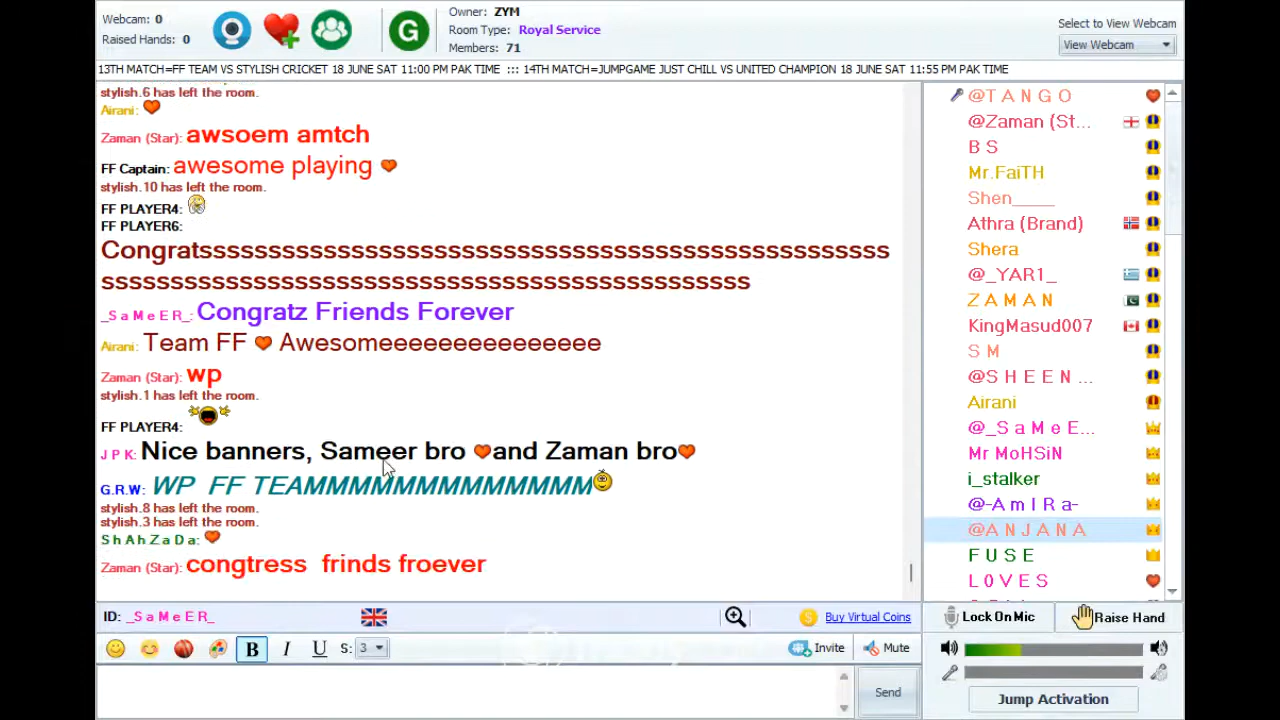 Webcam: 0
Raised Hands: 0
G
Owner: ZYM
Room Type: Royal Service
Members: 71
Select to View Webcam
View Webcam
13TH MATCH=FF TEAM VS STYLISH CRICKET 18 JUNE SAT 11:00 PM PAK TIME ::: 14TH MATCH=JUMPGAME JUST CHILL VS UNITED CHAMPION 18 JUNE SAT 11:55 PM PAK TIME
stylish.6 has left the room.
Airani:
Zaman (Star): awsoem amtch
FF Captain: awesome playing
stylish.10 has left the room.
FF PLAYER4:
FF PLAYER6:
Congratssssssssssssssssssssssssssssssssssssssssssssssssss
ssssssssssssssssssssssssssssssssssssssssssssss
_S a M e E R_: Congratz Friends Forever
Airani: Team FF Awesomeeeeeeeeeeeeeee
Zaman (Star): wp
stylish.1 has left the room.
FF PLAYER4:
J P K: Nice banners, Sameer bro and Zaman bro
G.R.W: WP FF TEAMMMMMMMMMMMMM
stylish.8 has left the room.
stylish.3 has left the room.
S h A h Z a D a:
Zaman (Star): congtress frinds froever
@T A N G O
@Zaman (St...
B S
Mr.FaiTH
Shen_____
Athra (Brand)
Shera
@_YAR1_
Z A M A N
KingMasud007
S M
@S H E E N ...
Airani
@_S a M e E...
Mr MoHSiN
i_stalker
@-A m I R a-
@A N J A N A
F U S E
L 0 V E S
ID: _S a M e E R_
Buy Virtual Coins
Lock On Mic
Raise Hand
B I U S: 3
Invite
Mute
Send
Jump Activation